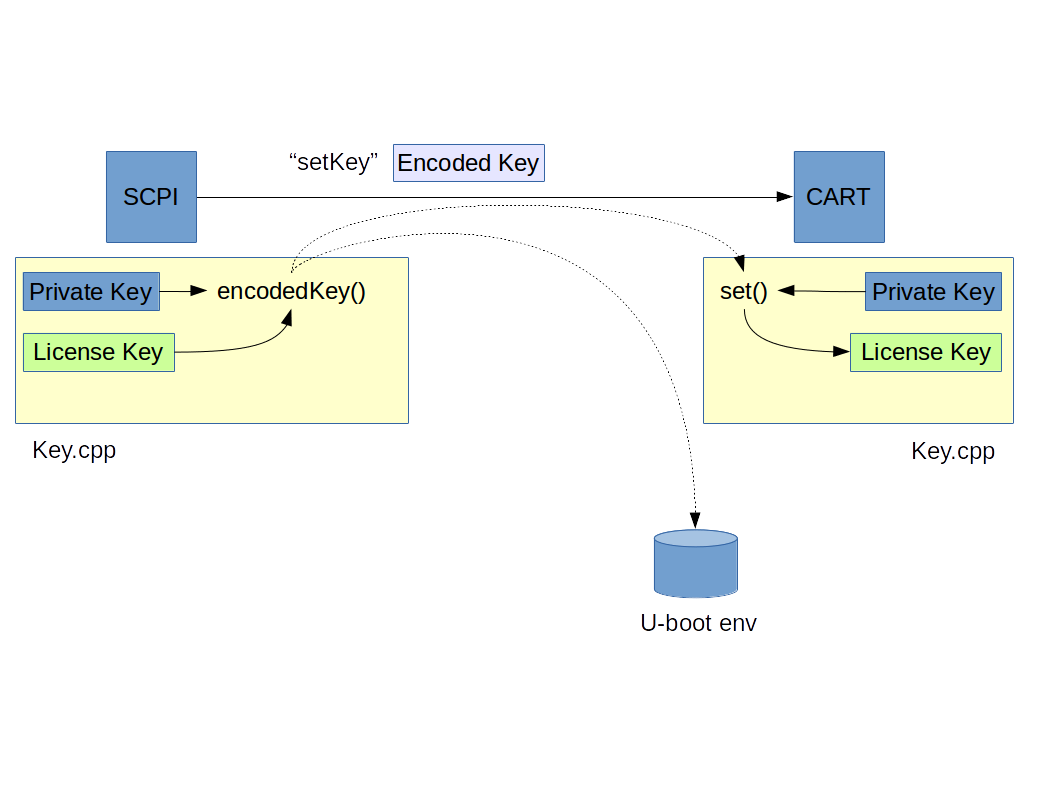 “setKey” Encoded Key
SCPI
CART
Private Key
encodedKey()
License Key
Key.cpp
set()
Private Key
License Key
Key.cpp
U-boot env